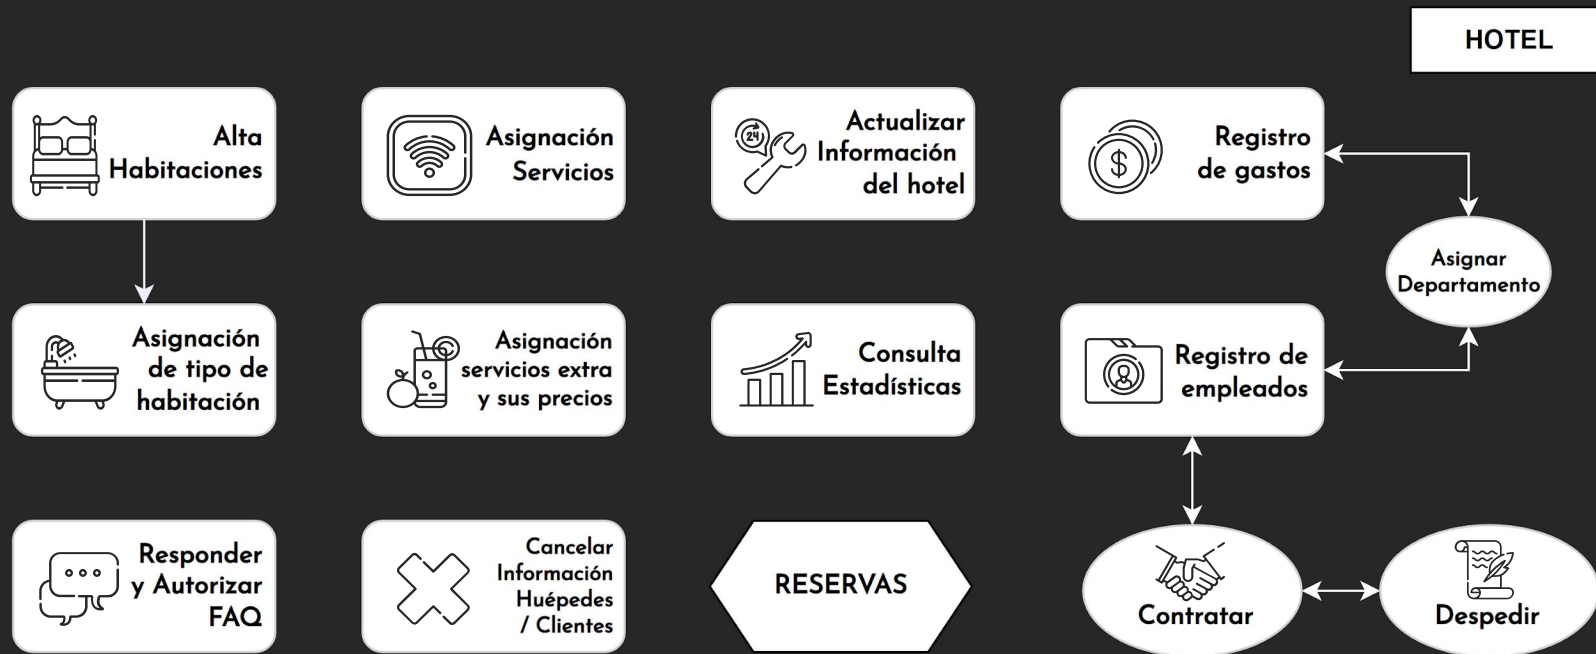 HOTEL
Alta
Habitaciones
Asignación
Servicios
24
Actualizar
Información
del hotel
$
Registro
de gastos
Asignar
Departamento
Asignación
de tipo de
habitación
Asignación
servicios extra
y sus precios
Consulta
Estadísticas
Registro de
empleados
Responder
y Autorizar
FAQ
Cancelar
Información
Huépedes
/ Clientes
RESERVAS
Contratar
Despedir